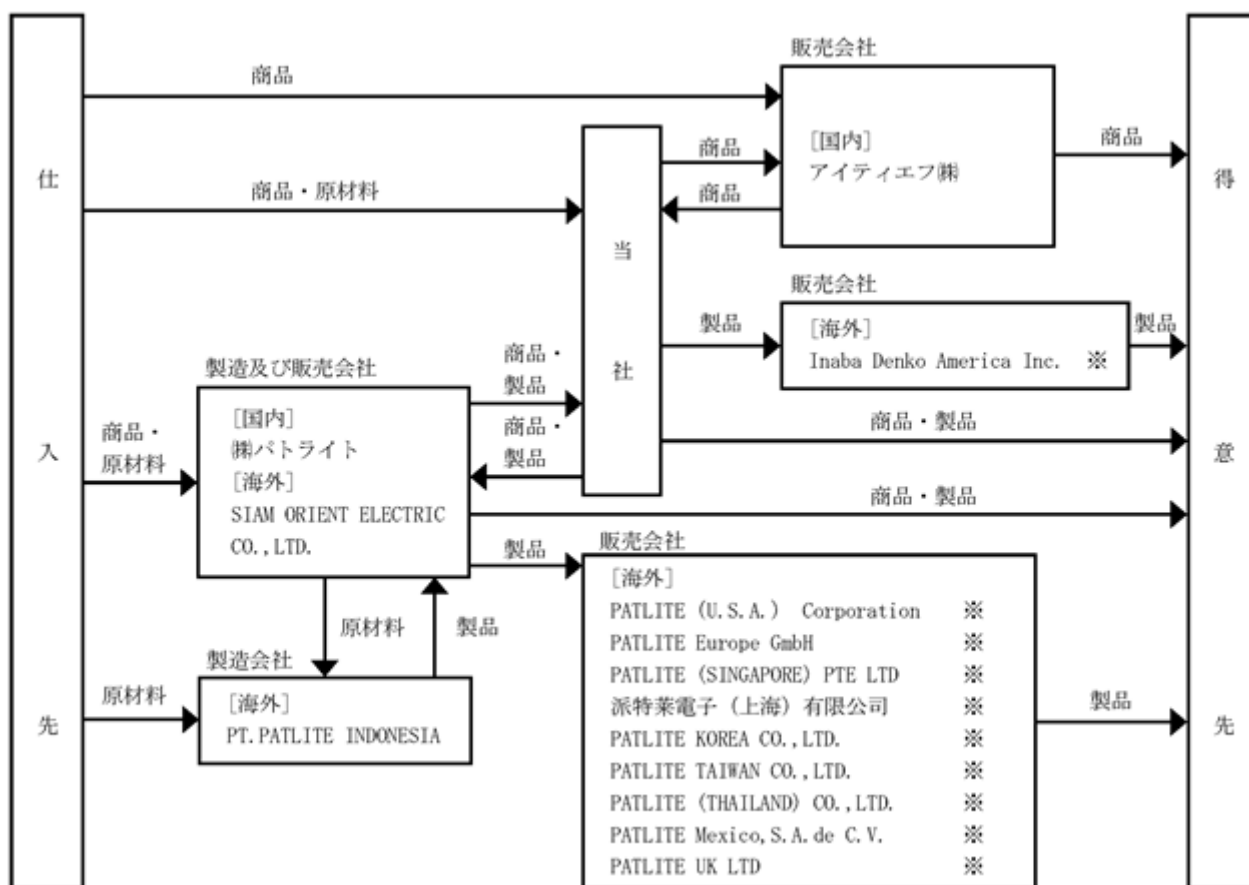 仕入先
得意先
販売会社
商品
[国内]
アイティエフ㈱
商品
商品
商品
商品・原材料
当社
販売会社
製品
[海外]
Inaba Denko America Inc. ※
製品
製造及び販売会社
商品・
製品
商品・
製品
[国内]
㈱パトライト
[海外]
SIAM ORIENT ELECTRIC
CO.,LTD.
商品・
原材料
商品・製品
商品・製品
製品
販売会社
[海外]
PATLITE (U.S.A.) Corporation ※
PATLITE Europe GmbH ※
PATLITE (SINGAPORE) PTE LTD ※
派特莱電子（上海）有限公司 ※
PATLITE KOREA CO.,LTD. ※
PATLITE TAIWAN CO.,LTD. ※
PATLITE (THAILAND) CO.,LTD. ※
PATLITE Mexico,S.A.de C.V. ※
PATLITE UK LTD ※
製品
原材料
製品
製造会社
原材料
[海外]
PT.PATLITE INDONESIA